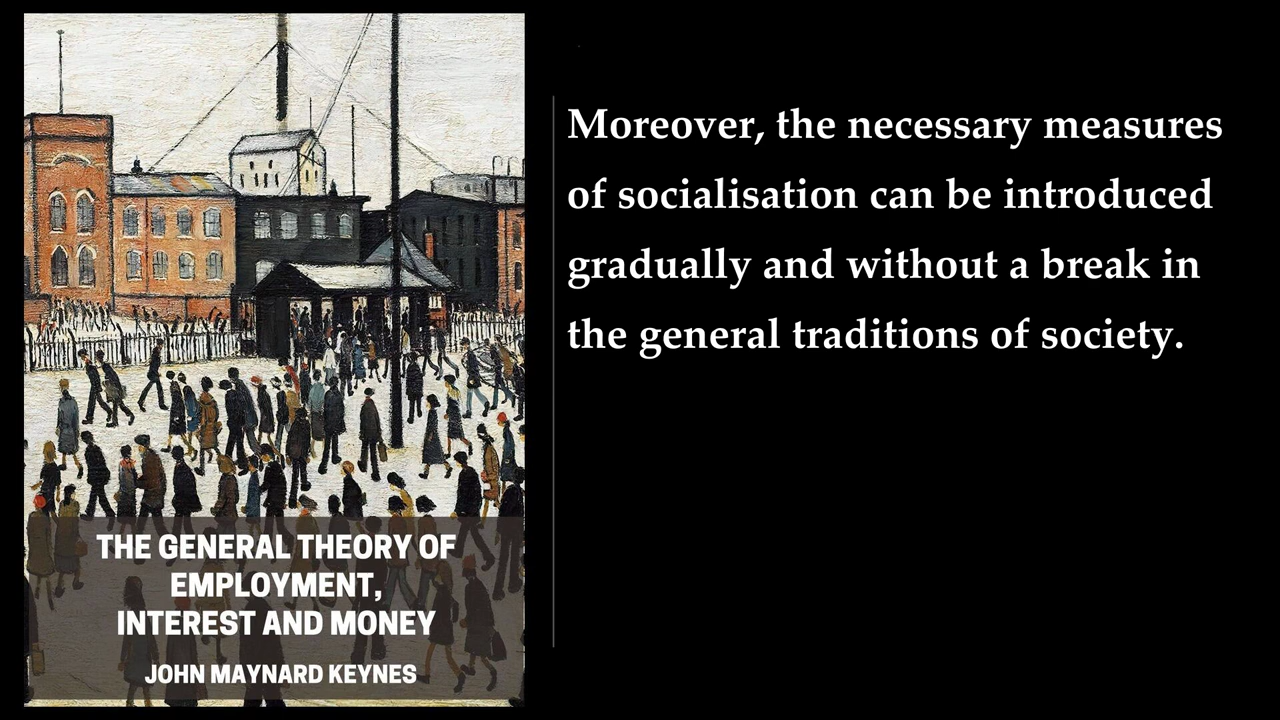 THE GENERAL THEORY OF
EMPLOYMENT,
INTEREST AND MONEY
JOHN MAYNARD KEYNES
Moreover, the necessary measures
of socialisation can be introduced
gradually and without a break in
the general traditions of society.